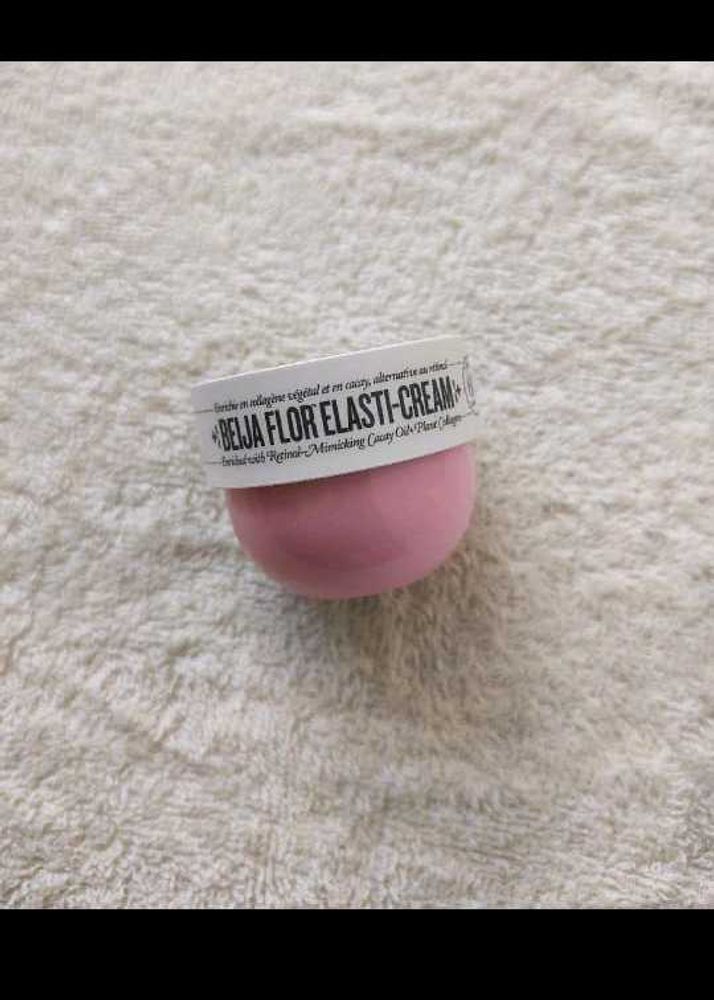 Enrichie en collagène végétal et en cacay, alternative au rétinol
BEIJA FLOR ELASTI-CREAM
Enriched with Retinol-Mimicking Cacay Oil + Plant Collagen